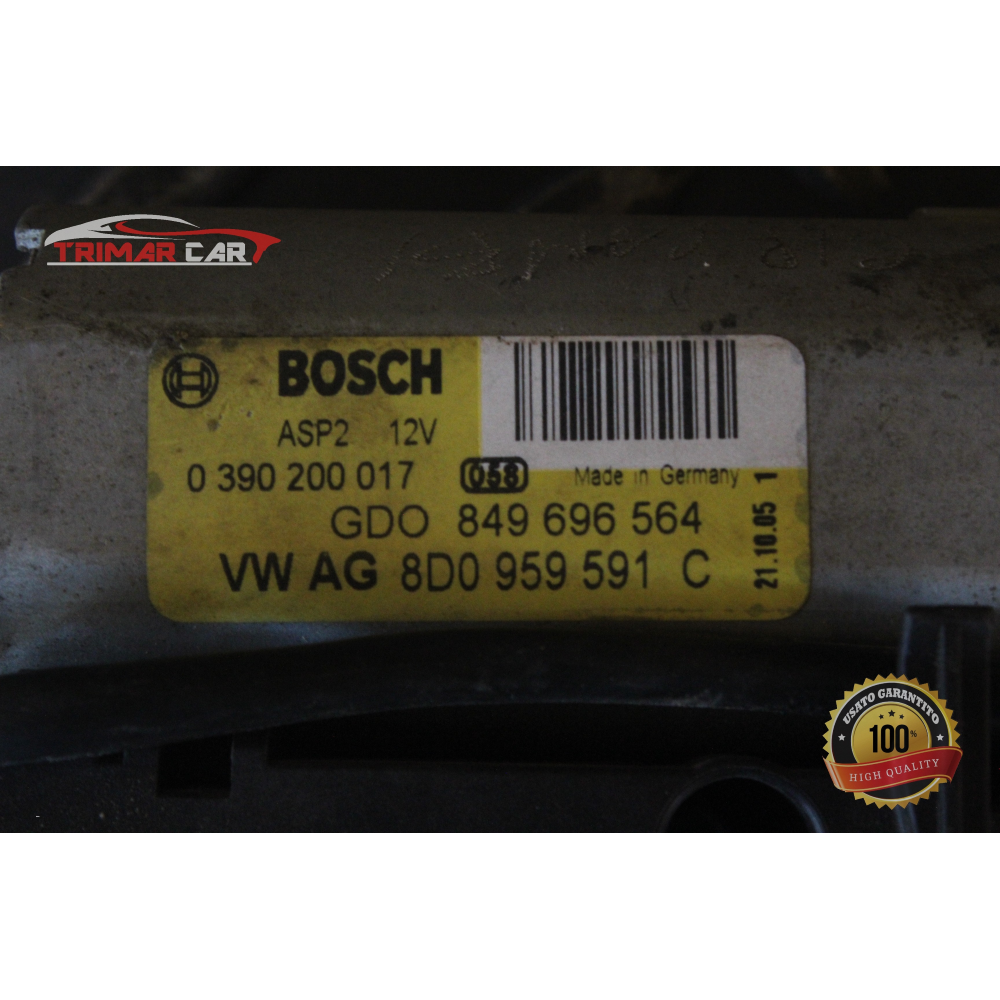 TRIMAR CAR
BOSCH
ASP2 12V
0 390 200 017 058 Made in Germany
GDO 849 696 564
VW AG 8D0 959 591 C
21.10.05 1
USATO GARANTITO
100%
HIGH QUALITY